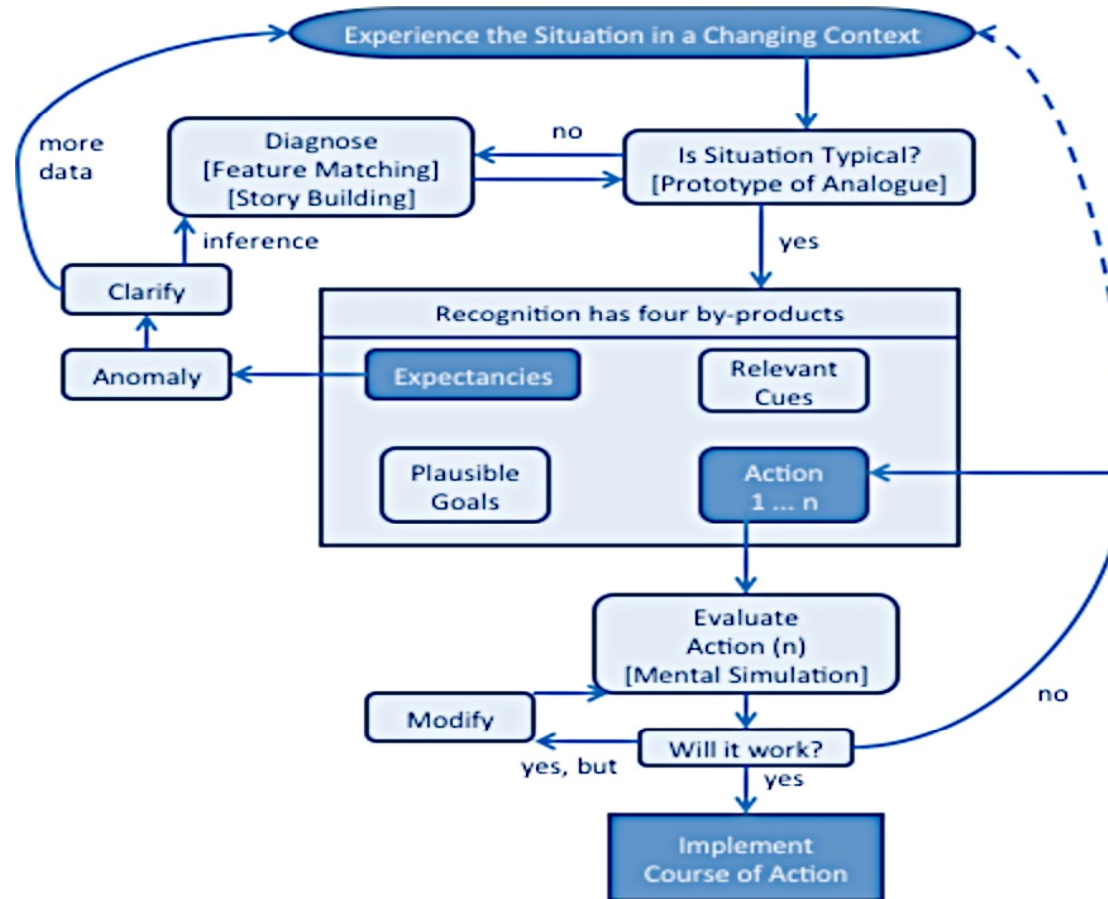 Experience the Situation in a Changing Context
more
data
Diagnose
[Feature Matching]
[Story Building]
no
Is Situation Typical?
[Prototype of Analogue]
inference
yes
Clarify
Recognition has four by-products
Anomaly
Expectancies
Relevant
Cues
Plausible
Goals
Action
1 ... n
Evaluate
Action (n)
[Mental Simulation]
no
Modify
Will it work?
yes, but
yes
Implement
Course of Action